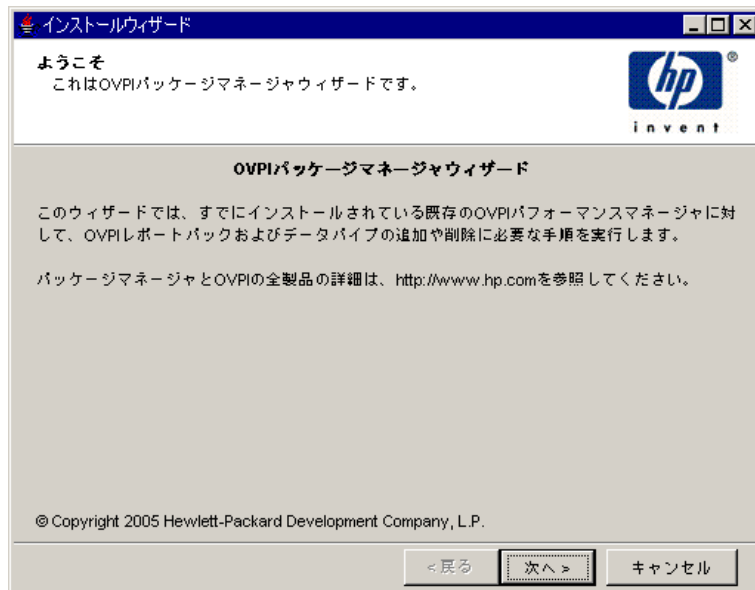 インストールウィザード
ようこそ
これはOVPIパッケージマネージャウィザードです。
hp
®
invent
OVPIパッケージマネージャウィザード
このウィザードでは、すでにインストールされている既存のOVPIパフォーマンスマネージャに対
して、OVPIレポートパックおよびデータパイプの追加や削除に必要な手順を実行します。
パッケージマネージャとOVPIの全製品の詳細は、http://www.hp.comを参照してください。
© Copyright 2005 Hewlett-Packard Development Company, L.P.
<戻る 次へ> キャンセル